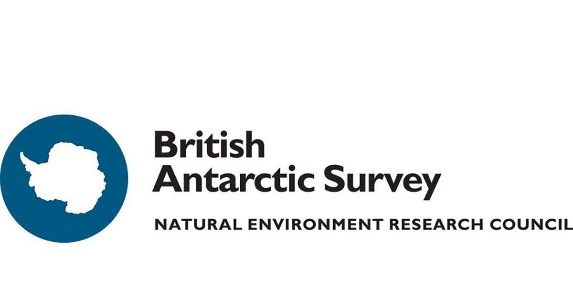 British
Antarctic Survey
NATURAL ENVIRONMENT RESEARCH COUNCIL